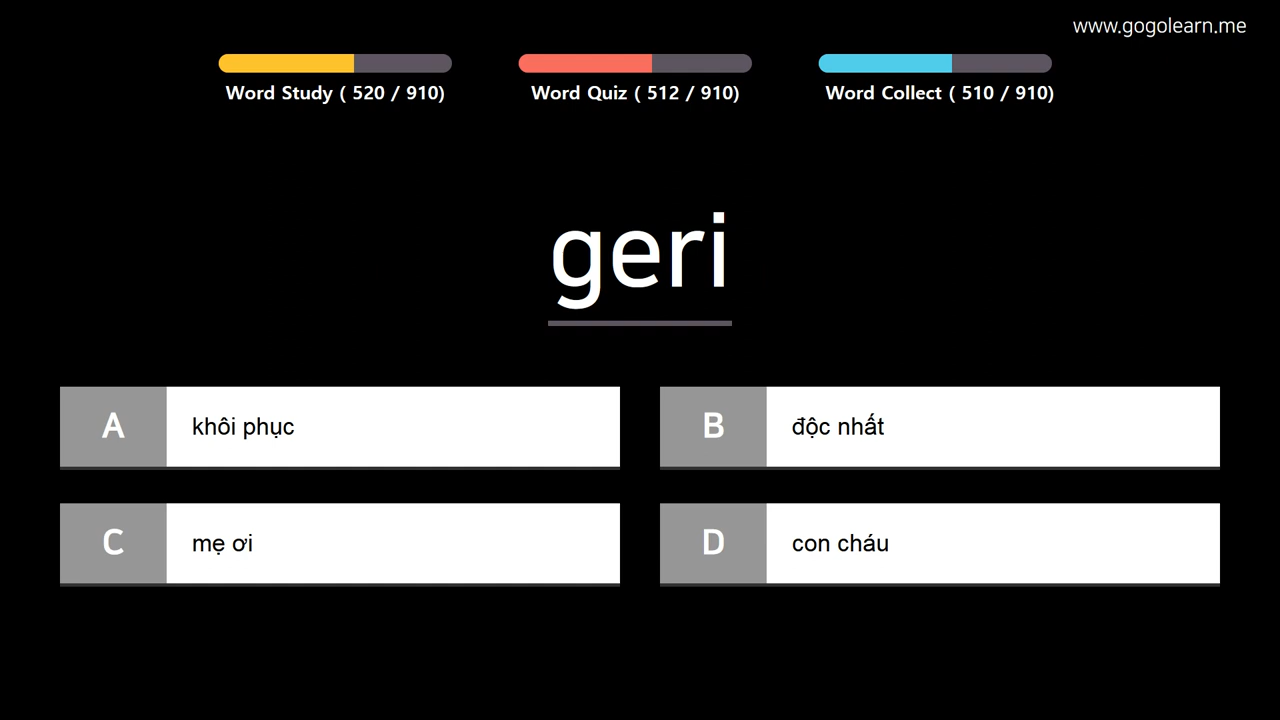 www.gogolearn.me
Word Study ( 520 / 910)
Word Quiz ( 512 / 910)
Word Collect ( 510 / 910)
geri
A khôi phục
B độc nhất
C mẹ ơi
D con cháu